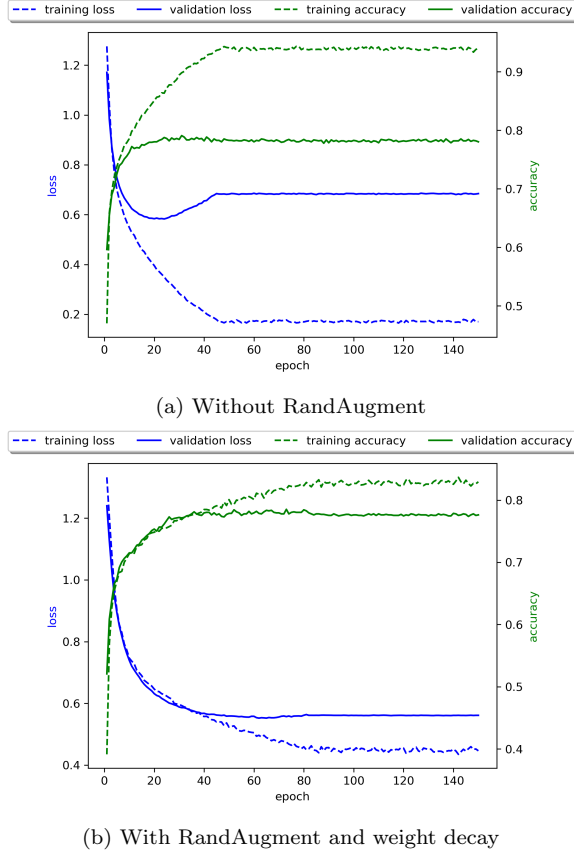 training loss validation loss training accuracy validation accuracy
1.2
1.0
0.8
0.6
0.4
0.2
loss
0.9
0.8
0.7
0.6
0.5
accuracy
0 20 40 60 80 100 120 140
epoch
(a) Without RandAugment
training loss validation loss training accuracy validation accuracy
1.2
1.0
0.8
0.6
0.4
loss
0.8
0.7
0.6
0.5
0.4
accuracy
0 20 40 60 80 100 120 140
epoch
(b) With RandAugment and weight decay